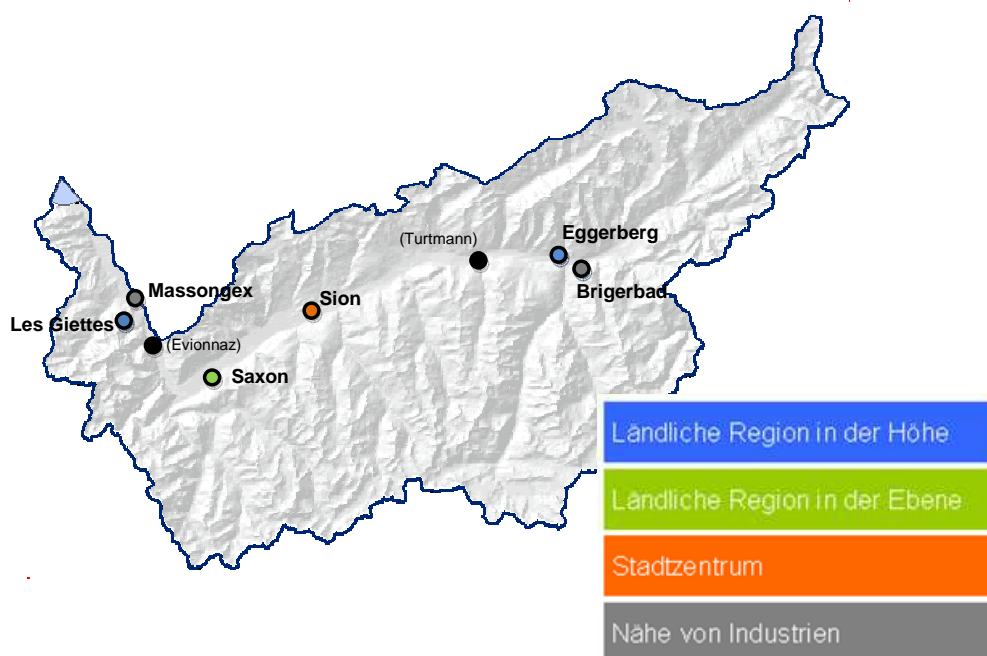 (Turtmann)
Eggerberg
Brigerbad
Massongex
Sion
Les Giettes
(Evionnaz)
Saxon
Ländliche Region in der Höhe
Ländliche Region in der Ebene
Stadtzentrum
Nähe von Industrien